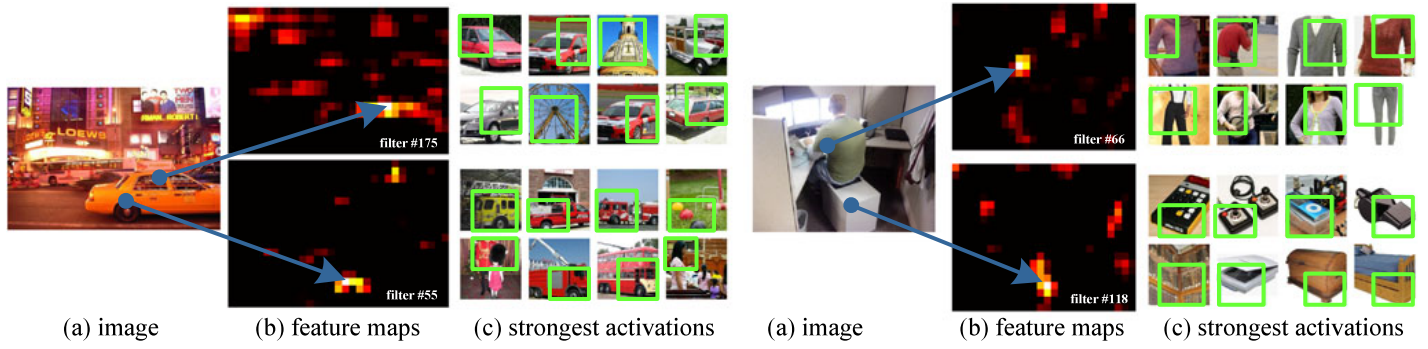 LOEWS
filter #175
filter #55
(a) image
(b) feature maps
(c) strongest activations
filter #66
filter #118
(a) image
(b) feature maps
(c) strongest activations